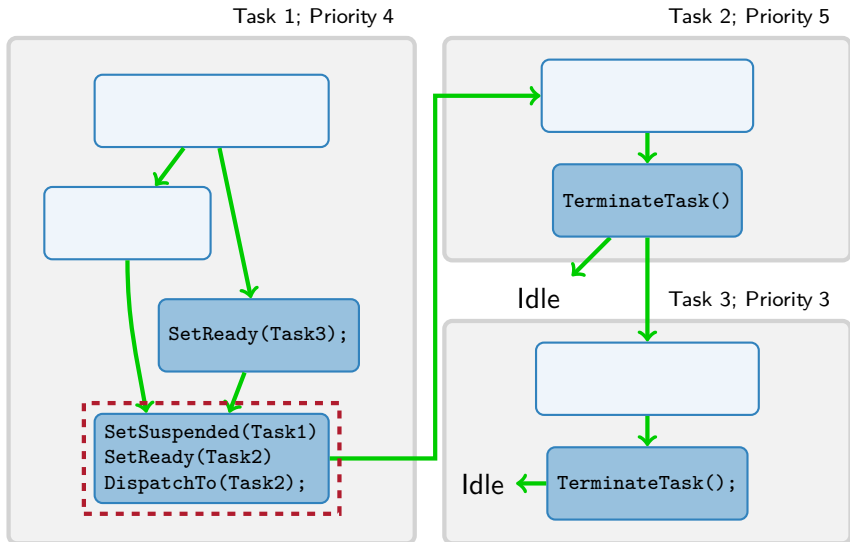 Task 1; Priority 4
SetReady(Task3);
SetSuspended(Task1)
SetReady(Task2)
DispatchTo(Task2);
Task 2; Priority 5
TerminateTask()
Idle
Task 3; Priority 3
TerminateTask();
Idle